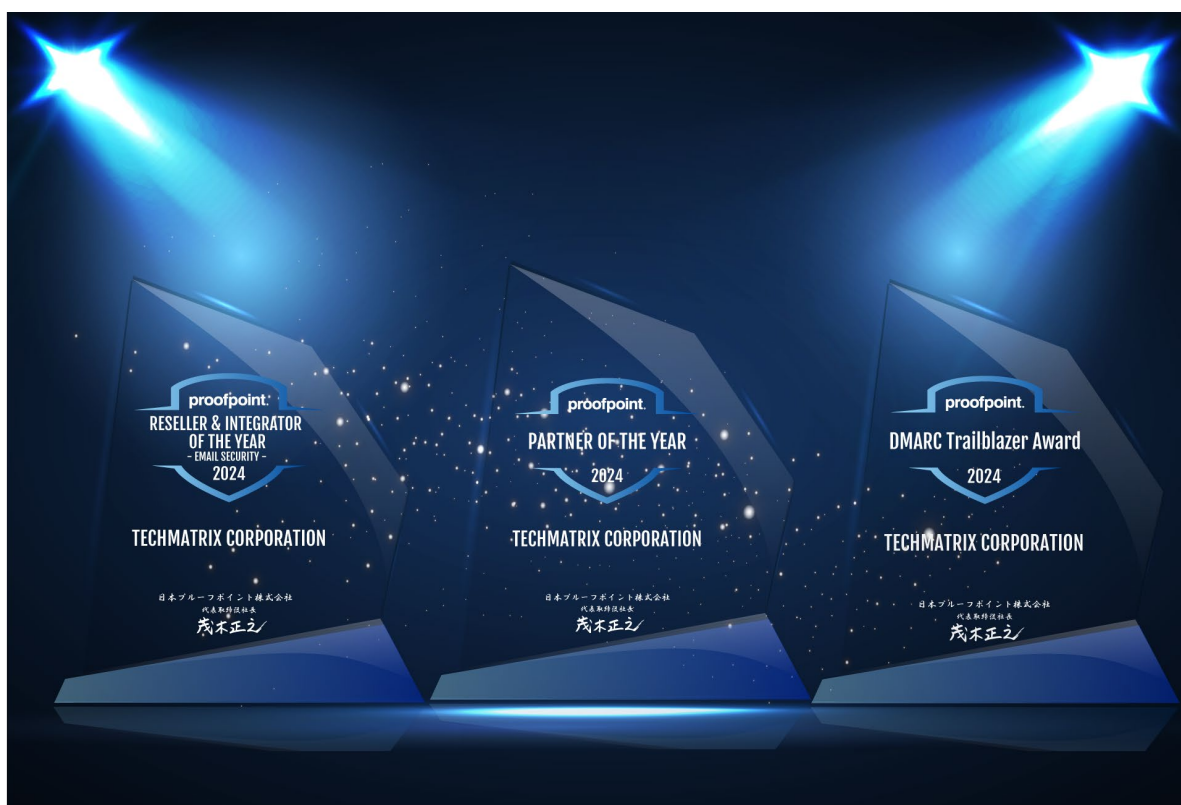 proofpoint.
RESELLER & INTEGRATOR
OF THE YEAR
– EMAIL SECURITY –
2024
TECHMATRIX CORPORATION
日本プルーフポイント株式会社
代表取締役社長
茂木正之
proofpoint.
PARTNER OF THE YEAR
2024
TECHMATRIX CORPORATION
日本プルーフポイント株式会社
代表取締役社長
茂木正之
proofpoint.
DMARC Trailblazer Award
2024
TECHMATRIX CORPORATION
日本プルーフポイント株式会社
代表取締役社長
茂木正之